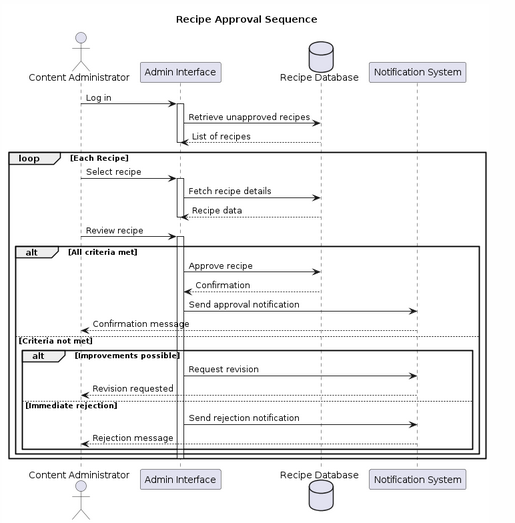 Recipe Approval Sequence
Content Administrator
Admin Interface
Recipe Database
Notification System
Log in
Retrieve unapproved recipes
List of recipes
loop [Each Recipe]
Select recipe
Fetch recipe details
Recipe data
Review recipe
alt [All criteria met]
Approve recipe
Confirmation
Send approval notification
Confirmation message
[Criteria not met]
alt [Improvements possible]
Request revision
Revision requested
[Immediate rejection]
Send rejection notification
Rejection message
Content Administrator
Admin Interface
Recipe Database
Notification System